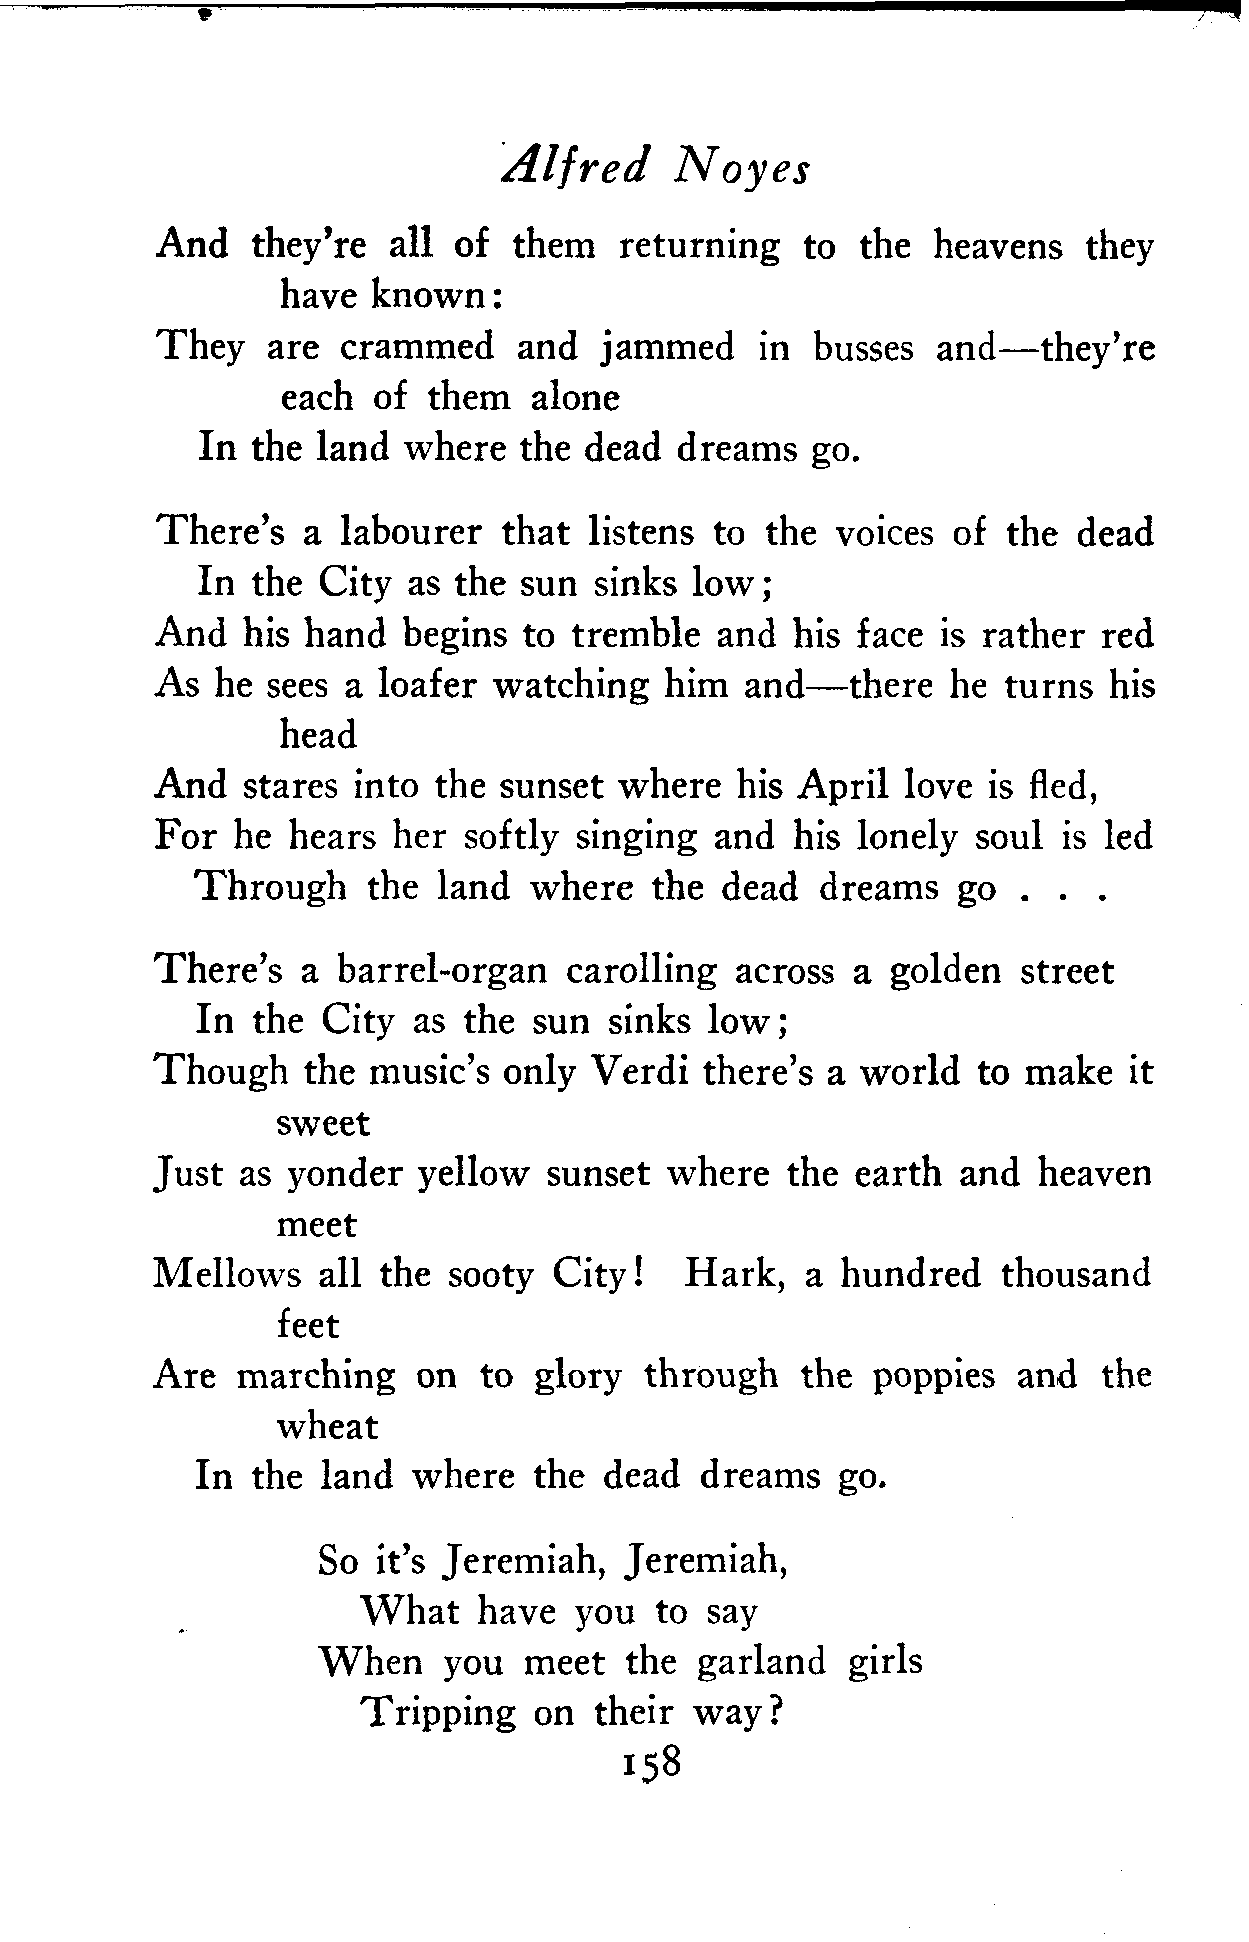 Alfred Noyes
And they're all of them returning to the heavens they
have known:
They are crammed and jammed in busses and—they're
each of them alone
In the land where the dead dreams go.
There's a labourer that listens to the voices of the dead
In the City as the sun sinks low;
And his hand begins to tremble and his face is rather red
As he sees a loafer watching him and—there he turns his
head
And stares into the sunset where his April love is fled,
For he hears her softly singing and his lonely soul is led
Through the land where the dead dreams go . . .
There's a barrel-organ carolling across a golden street
In the City as the sun sinks low;
Though the music's only Verdi there's a world to make it
sweet
Just as yonder yellow sunset where the earth and heaven
meet
Mellows all the sooty City! Hark, a hundred thousand
feet
Are marching on to glory through the poppies and the
wheat
In the land where the dead dreams go.
So it's Jeremiah, Jeremiah,
What have you to say
When you meet the garland girls
Tripping on their way?
158